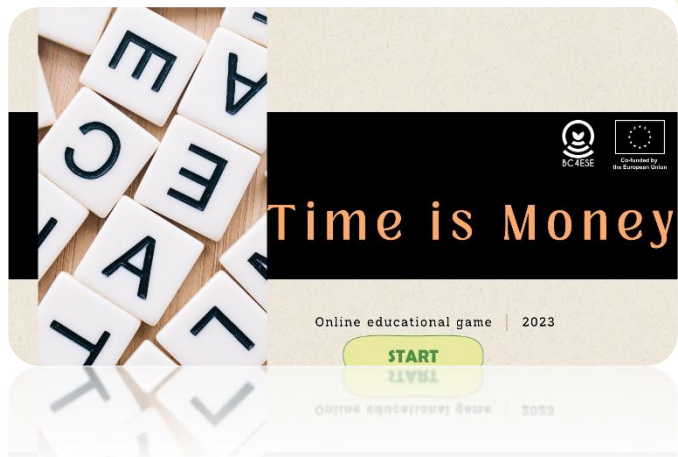 E
A
C
E
A
T
L
BC4ESE
Co-funded by
the European Union
Time is Money
Online educational game | 2023
START